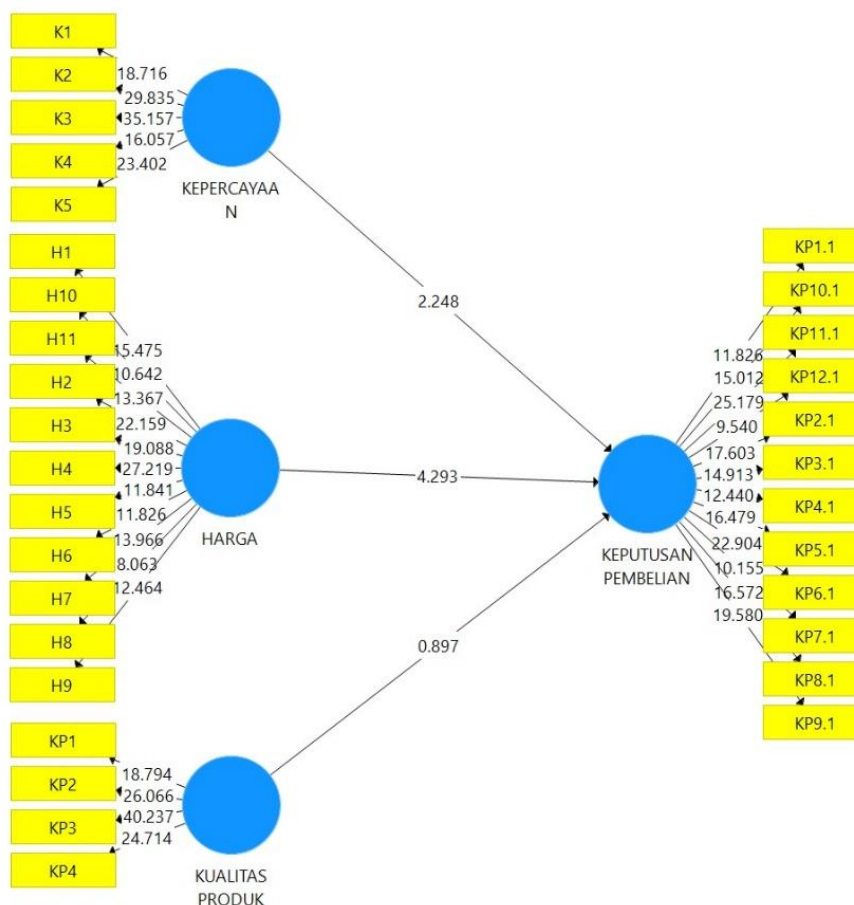 K1
K2
K3
K4
K5
18.716
29.835
35.157
16.057
23.402
KEPERCAYAA
N
H1
H10
H11
H2
H3
H4
H5
H6
H7
H8
H9
15.475
10.642
13.367
22.159
19.088
27.219
11.841
11.826
13.966
8.063
12.464
HARGA
KP1
KP2
KP3
KP4
18.794
26.066
40.237
24.714
KUALITAS
PRODUK
2.248
4.293
0.897
KEPUTUSAN
PEMBELIAN
11.826
15.012
25.179
9.540
17.603
14.913
12.440
16.479
22.904
10.155
16.572
19.580
KP1.1
KP10.1
KP11.1
KP12.1
KP2.1
KP3.1
KP4.1
KP5.1
KP6.1
KP7.1
KP8.1
KP9.1